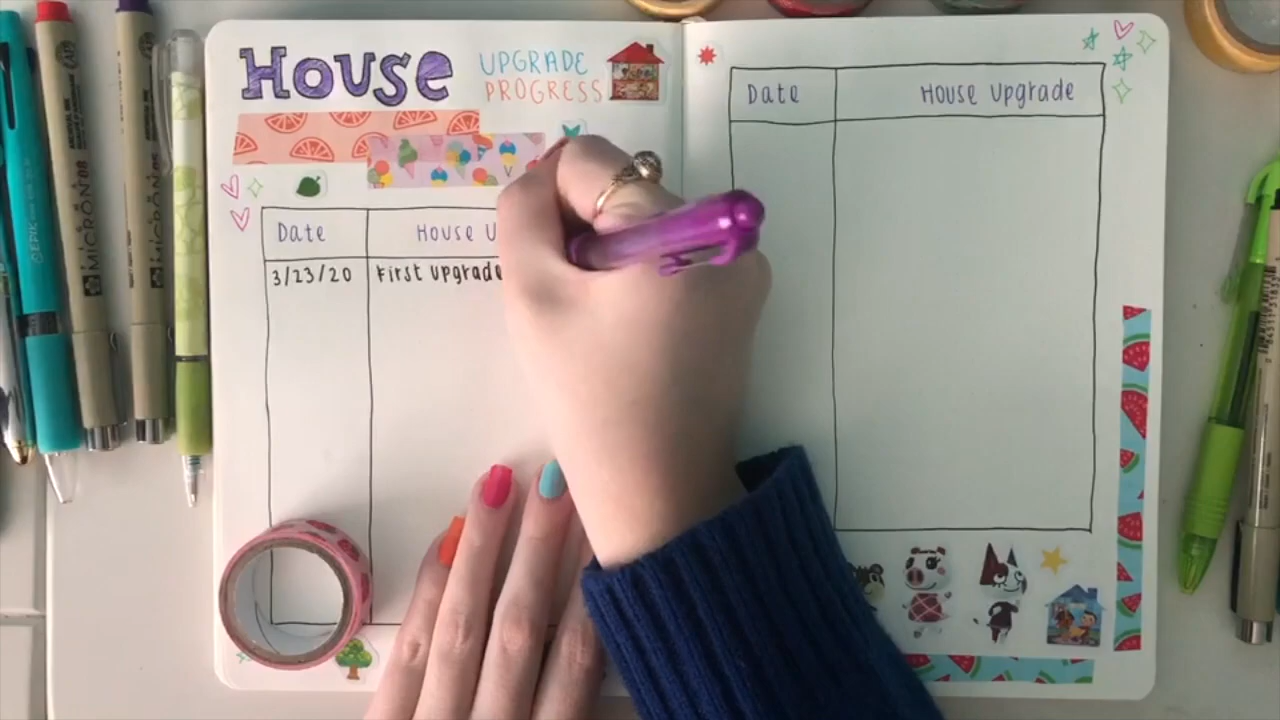 House
UPGRADE
PROGRESS
Date
House U
3/23/20
First Upgrade
Date
House Upgrade
MICRON
MICRON